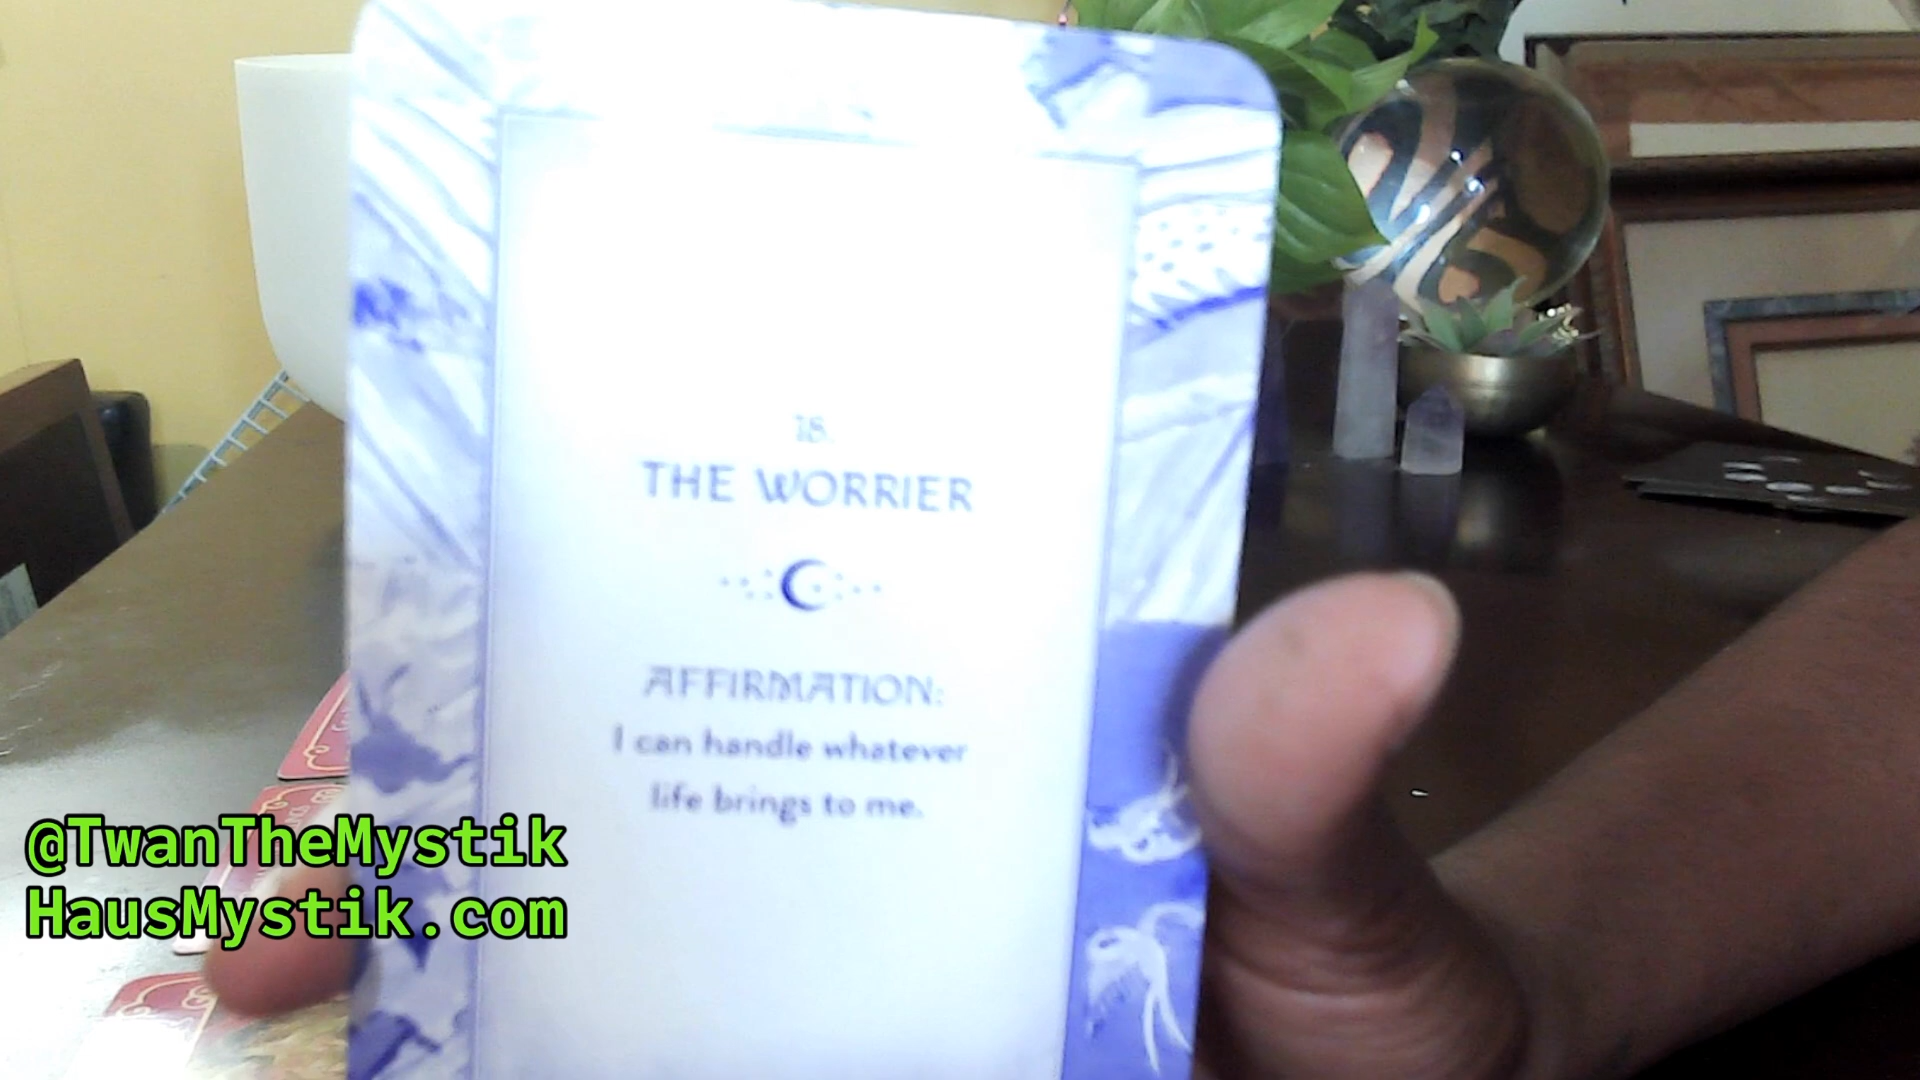 18.
THE WORRIER
AFFIRMATION:
I can handle whatever
life brings to me.
@TwanTheMystik
HausMystik.com